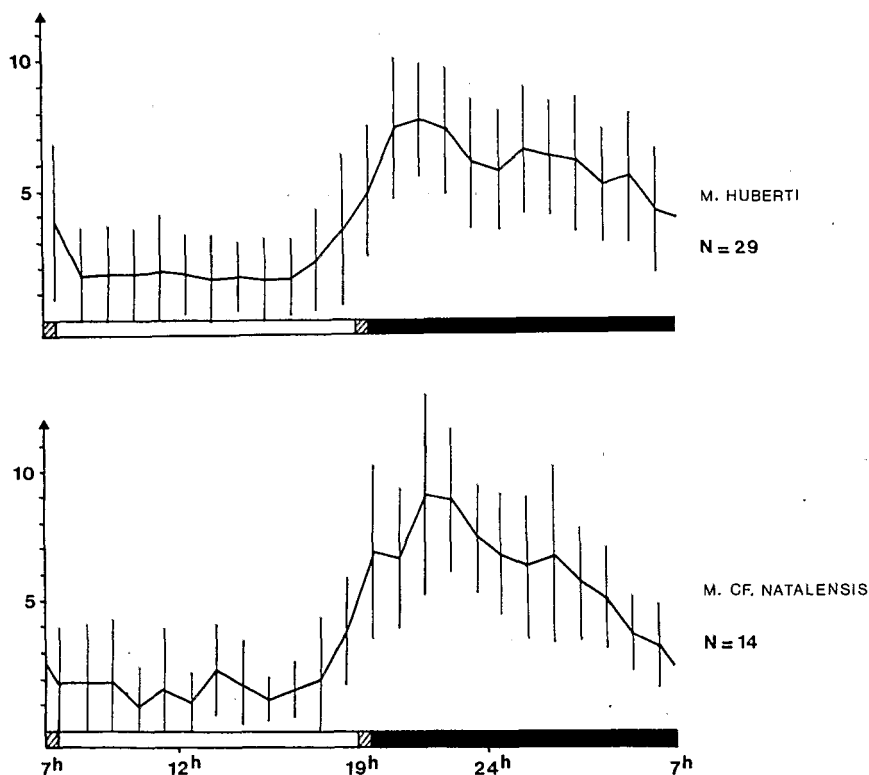 10
5
M. HUBERTI
N = 29
10
5
M. CF. NATALENSIS
N = 14
7h 12h 19h 24h 7h